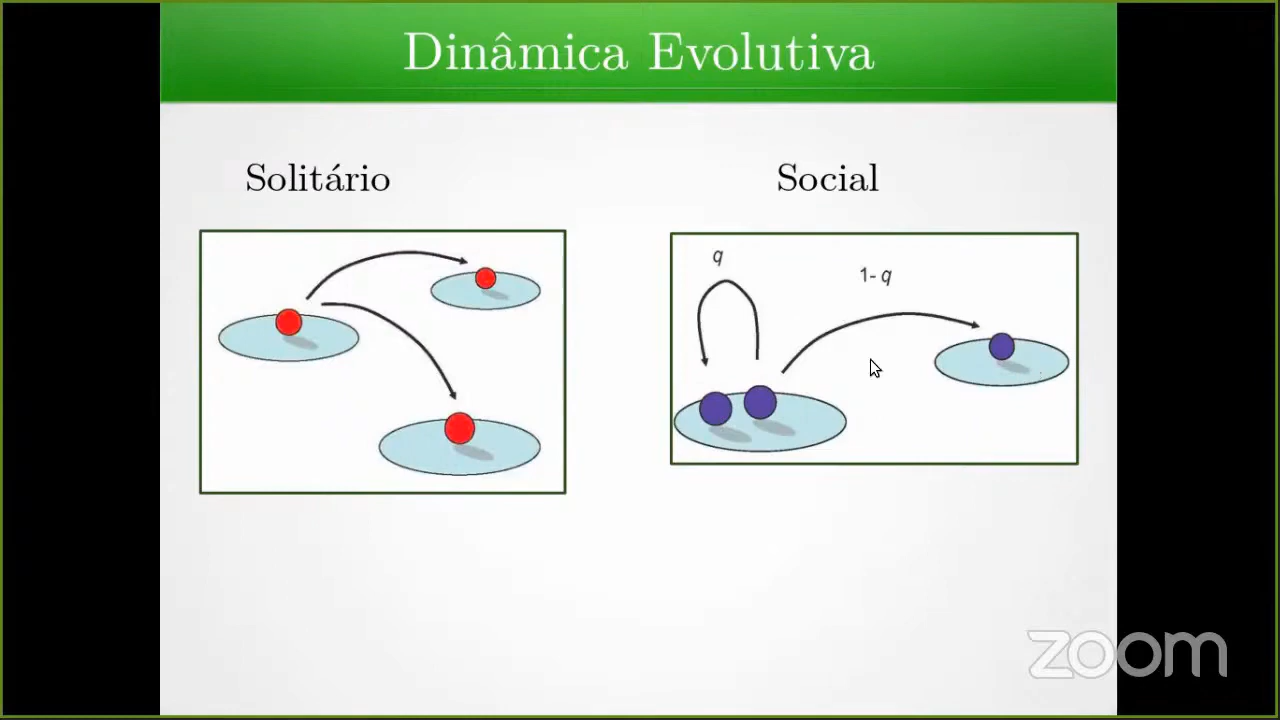 Dinâmica Evolutiva
Solitário
Social
q
1- q
zoom